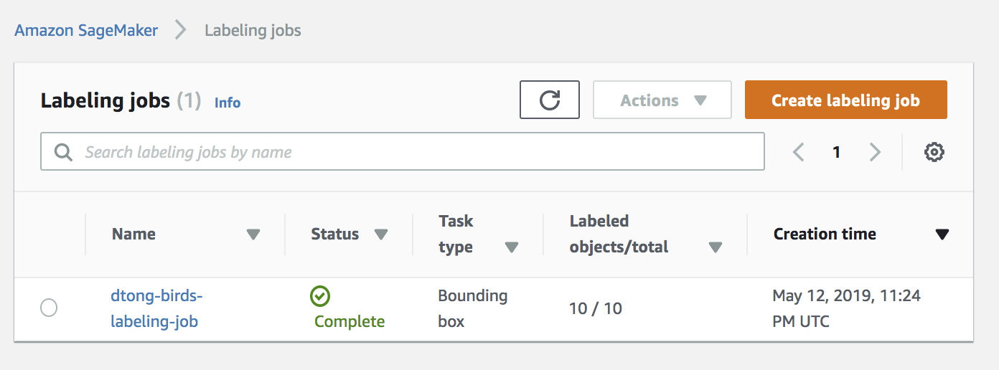 Amazon SageMaker > Labeling jobs
Labeling jobs (1) Info
Actions
Create labeling job
Search labeling jobs by name
1
Name
Status
Task
type
Labeled
objects/total
Creation time
dtong-birds-
labeling-job
Complete
Bounding
box
10 / 10
May 12, 2019, 11:24
PM UTC